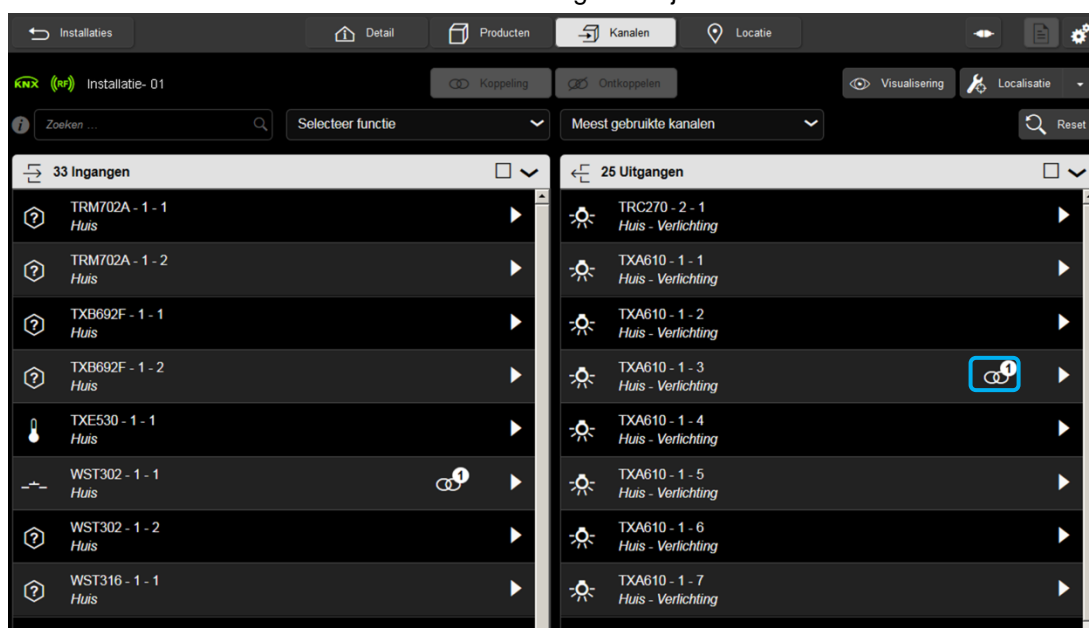 Installaties
Detail
Producten
Kanalen
Locatie
KNX
((RF))
Installatie- 01
Koppeling
Ontkoppelen
Visualisering
Localisatie
Zoeken ...
Selecteer functie
Meest gebruikte kanalen
Reset
33 Ingangen
TRM702A - 1 - 1
Huis
TRM702A - 1 - 2
Huis
TXB692F - 1 - 1
Huis
TXB692F - 1 - 2
Huis
TXE530 - 1 - 1
Huis
WST302 - 1 - 1
Huis
1
WST302 - 1 - 2
Huis
WST316 - 1 - 1
Huis
25 Uitgangen
TRC270 - 2 - 1
Huis - Verlichting
TXA610 - 1 - 1
Huis - Verlichting
TXA610 - 1 - 2
Huis - Verlichting
TXA610 - 1 - 3
Huis - Verlichting
1
TXA610 - 1 - 4
Huis - Verlichting
TXA610 - 1 - 5
Huis - Verlichting
TXA610 - 1 - 6
Huis - Verlichting
TXA610 - 1 - 7
Huis - Verlichting